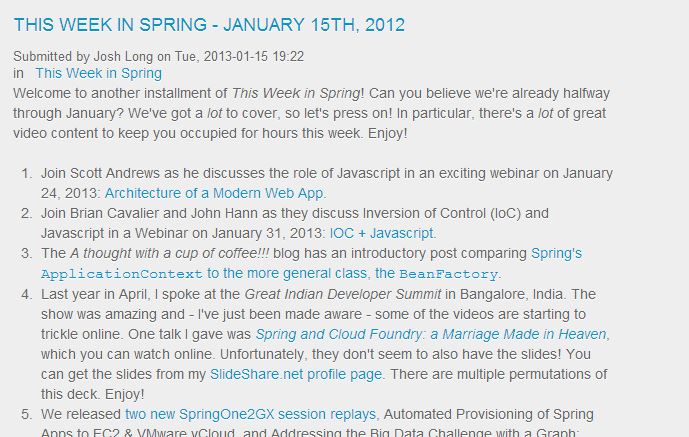 THIS WEEK IN SPRING - JANUARY 15TH, 2012
Submitted by Josh Long on Tue, 2013-01-15 19:22
in This Week in Spring
Welcome to another installment of This Week in Spring! Can you believe we're already halfway
through January? We've got a lot to cover, so let's press on! In particular, there's a lot of great
video content to keep you occupied for hours this week. Enjoy!
1. Join Scott Andrews as he discusses the role of Javascript in an exciting webinar on January
24, 2013: Architecture of a Modern Web App.
2. Join Brian Cavalier and John Hann as they discuss Inversion of Control (IoC) and
Javascript in a Webinar on January 31, 2013: IOC + Javascript.
3. The A thought with a cup of coffee!!! blog has an introductory post comparing Spring's
ApplicationContext to the more general class, the BeanFactory.
4. Last year in April, I spoke at the Great Indian Developer Summit in Bangalore, India. The
show was amazing and - I've just been made aware - some of the videos are starting to
trickle online. One talk I gave was Spring and Cloud Foundry: a Marriage Made in Heaven,
which you can watch online. Unfortunately, they don't seem to also have the slides! You
can get the slides from my SlideShare.net profile page. There are multiple permutations of
this deck. Enjoy!
5. We released two new SpringOne2GX session replays, Automated Provisioning of Spring
Apps to EC2 & VMware vCloud, and Addressing the Big Data Challenge with a Graph: